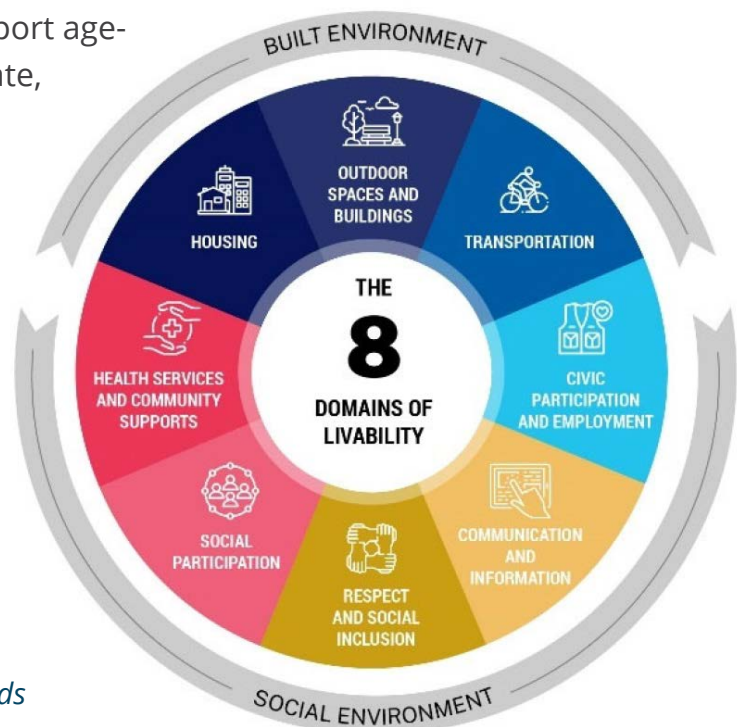 port age-
ate,
BUILT ENVIRONMENT
OUTDOOR
SPACES AND
BUILDINGS
HOUSING
TRANSPORTATION
THE
8
DOMAINS OF
LIVABILITY
HEALTH SERVICES
AND COMMUNITY
SUPPORTS
CIVIC
PARTICIPATION
AND EMPLOYMENT
SOCIAL
PARTICIPATION
COMMUNICATION
AND
INFORMATION
RESPECT
AND SOCIAL
INCLUSION
ds
SOCIAL ENVIRONMENT